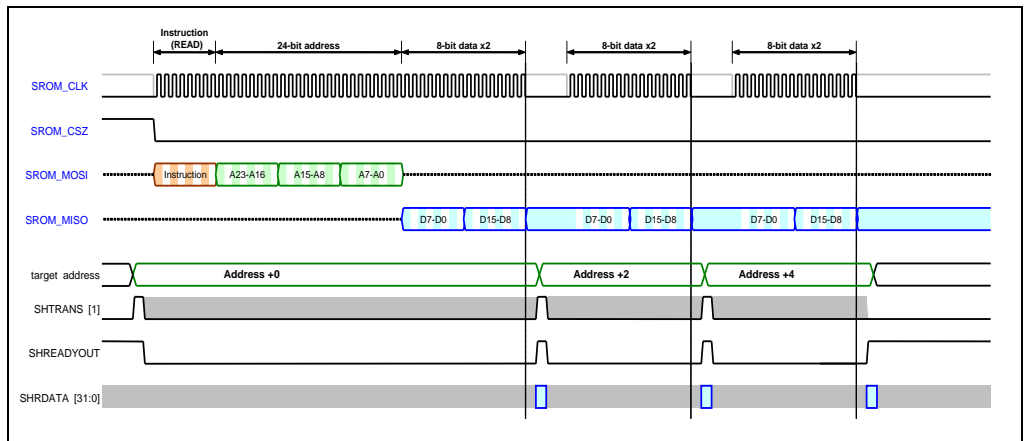 Instruction
(READ)
24-bit address
8-bit data x2
8-bit data x2
8-bit data x2
SROM_CLK
SROM_CSZ
SROM_MOSI
Instruction
A23-A16
A15-A8
A7-A0
SROM_MISO
D7-D0
D15-D8
D7-D0
D15-D8
D7-D0
D15-D8
target address
Address +0
Address +2
Address +4
SHTRANS [1]
SHREADYOUT
SHRDATA [31:0]